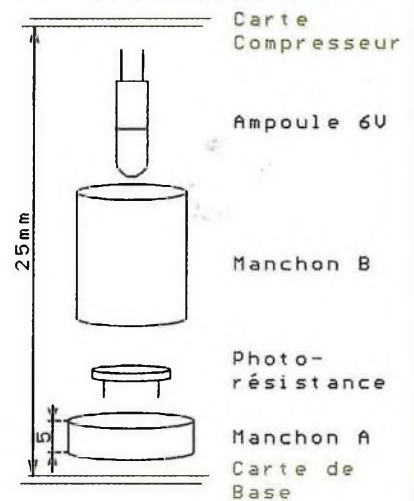 Carte
Compresseur
Ampoule 6V
25mm
Manchon B
Photo-
résistance
5
Manchon A
Carte de
Base